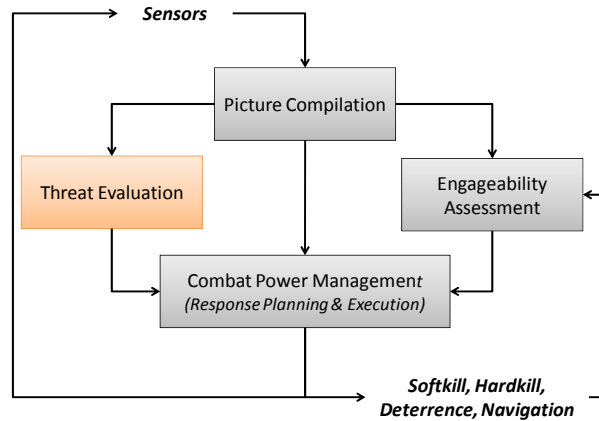 Sensors
Picture Compilation
Threat Evaluation
Engageability
Assessment
Combat Power Management
(Response Planning & Execution)
Softkill, Hardkill,
Deterrence, Navigation